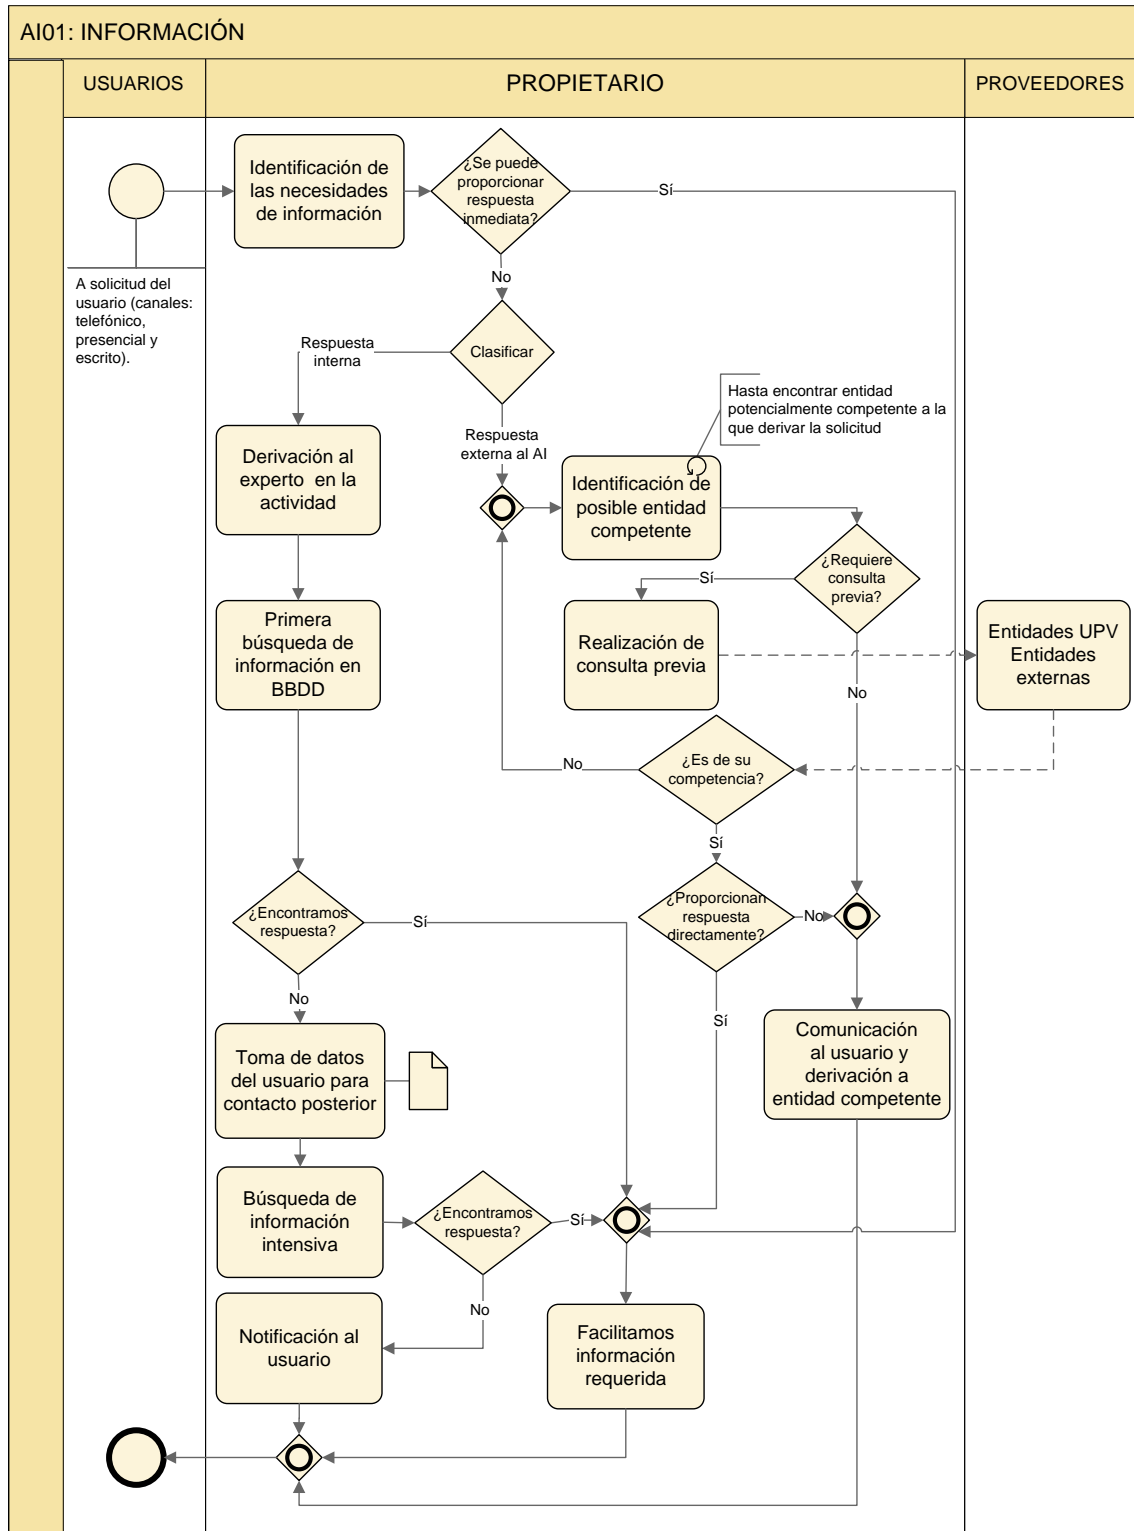 AI01: INFORMACIÓN
USUARIOS
PROPIETARIO
PROVEEDORES
Identificación de
las necesidades
de información
¿Se puede
proporcionar
respuesta
inmediata?
Sí
A solicitud del
usuario (canales:
telefónico,
presencial y
escrito).
No
Clasificar
Respuesta
interna
Respuesta
externa al AI
Hasta encontrar entidad
potencialmente competente a la
que derivar la solicitud
Derivación al
experto en la
actividad
Identificación de
posible entidad
competente
¿Requiere
consulta
previa?
Sí
No
Primera
búsqueda de
información en
BBDD
Realización de
consulta previa
Entidades UPV
Entidades
externas
¿Es de su
competencia?
No
Sí
¿Encontramos
respuesta?
Sí
¿Proporcionan
respuesta
directamente?
No
No
Sí
Toma de datos
del usuario para
contacto posterior
Comunicación
al usuario y
derivación a
entidad competente
Búsqueda de
información
intensiva
¿Encontramos
respuesta?
Sí
No
Notificación al
usuario
Facilitamos
información
requerida